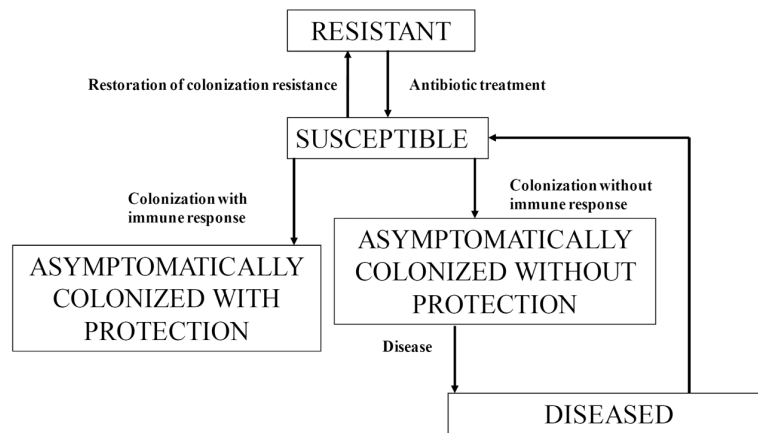 RESISTANT
Restoration of colonization resistance
Antibiotic treatment
SUSCEPTIBLE
Colonization with
immune response
Colonization without
immune response
ASYMPTOMATICALLY
COLONIZED WITH
PROTECTION
ASYMPTOMATICALLY
COLONIZED WITHOUT
PROTECTION
Disease
DISEASED